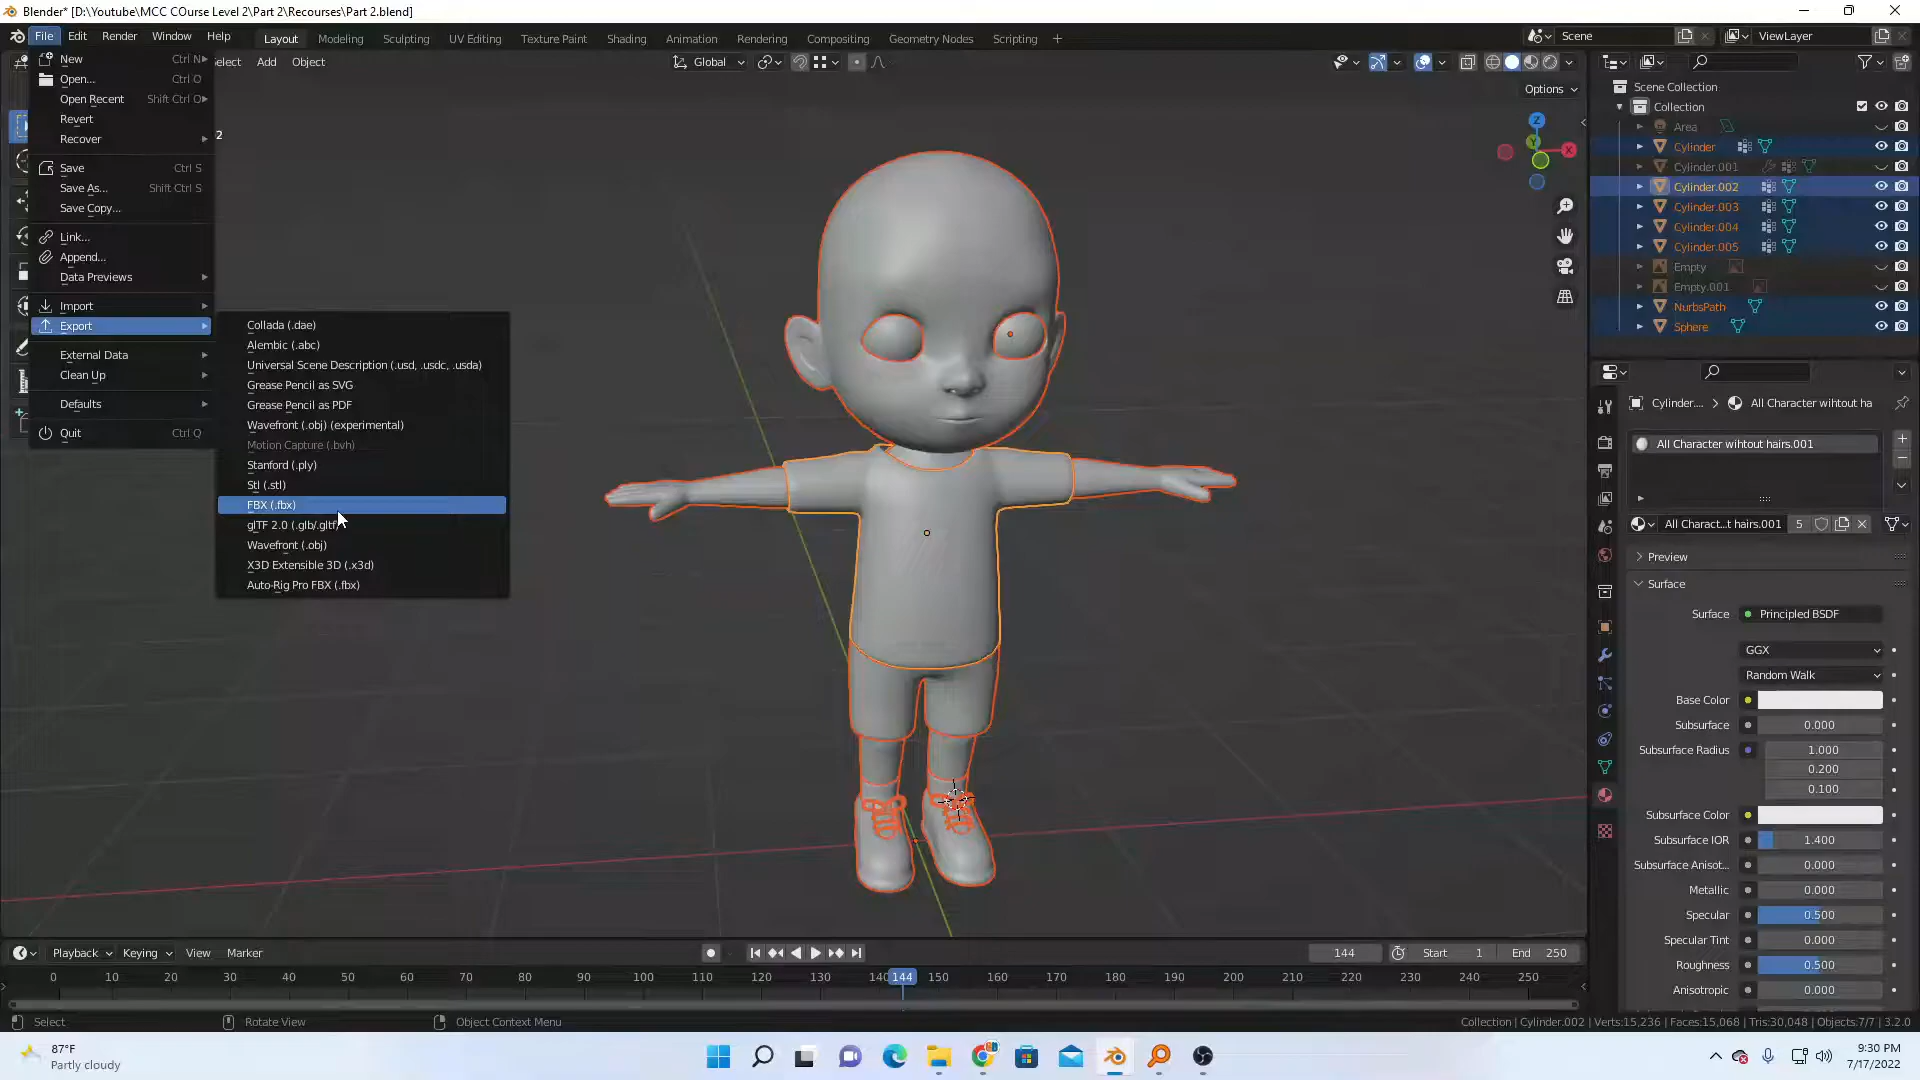 Blender* [D:\Youtube\MCC COurse Level 2\Part 2\Recourses\Part 2.blend]
File Edit Render Window Help Layout Modeling Sculpting UV Editing Texture Paint Shading Animation Rendering Compositing Geometry Nodes Scripting + Scene ViewLayer
elect Add Object Global
Options
New Ctrl N
Open... Ctrl O
Open Recent Shift Ctrl O
Revert
Recover
Save Ctrl S
Save As... Shift Ctrl S
Save Copy...
Link...
Append...
Data Previews
Import
Export
External Data
Clean Up
Defaults
Quit Ctrl Q
2
Collada (.dae)
Alembic (.abc)
Universal Scene Description (.usd, .usdc, .usda)
Grease Pencil as SVG
Grease Pencil as PDF
Wavefront (.obj) (experimental)
Motion Capture (.bvh)
Stanford (.ply)
Stl (.stl)
FBX (.fbx)
glTF 2.0 (.glb/.gltf)
Wavefront (.obj)
X3D Extensible 3D (.x3d)
Auto-Rig Pro FBX (.fbx)
Z
Y
X
Scene Collection
Collection
Area
Cylinder
Cylinder.001
Cylinder.002
Cylinder.003
Cylinder.004
Cylinder.005
Empty
Empty.001
NurbsPath
Sphere
Cylinder.... > All Character wihtout ha
All Character wihtout hairs.001
All Charact...t hairs.001 5
Preview
Surface
Surface Principled BSDF
GGX
Random Walk
Base Color
Subsurface 0.000
Subsurface Radius 1.000
0.200
0.100
Subsurface Color
Subsurface IOR 1.400
Subsurface Anisot... 0.000
Metallic 0.000
Specular 0.500
Specular Tint 0.000
Roughness 0.500
Anisotropic 0.000
Playback Keying View Marker 144 Start 1 End 250
0 10 20 30 40 50 60 70 80 90 100 110 120 130 140 144 150 160 170 180 190 200 210 220 230 240 250
Select Rotate View Object Context Menu Collection | Cylinder.002 | Verts:15,236 | Faces:15,068 | Tris:30,048 | Objects:7/7 | 3.2.0
87°F
Partly cloudy
9:30 PM
7/17/2022